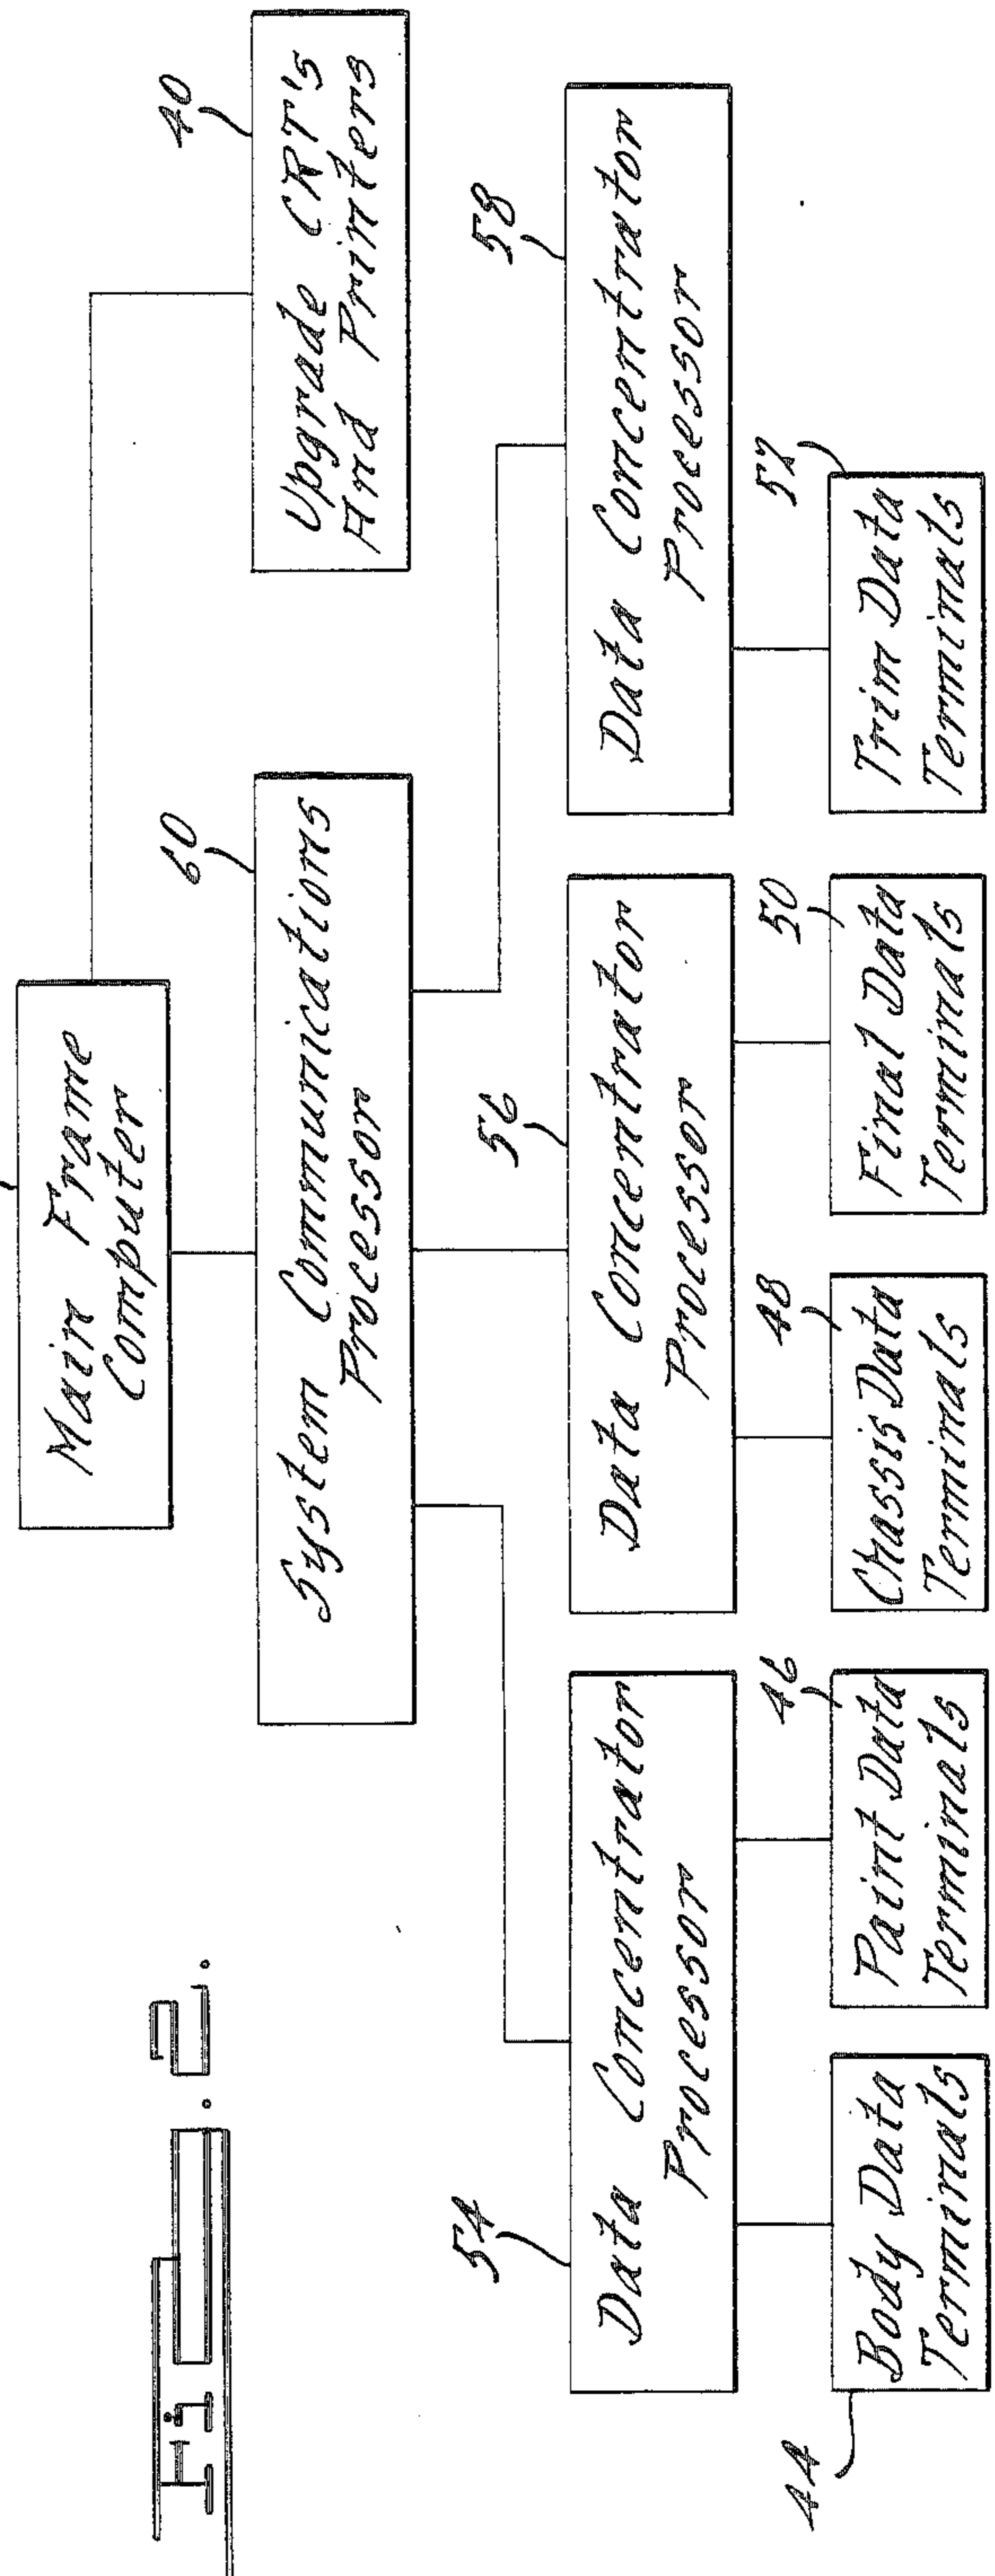 Fig. 2.
Main Frame
Computer
40
Upgrade CRT's
And Printers
60
System Communications
Processor
54
Data Concentrator
Processor
56
Data Concentrator
Processor
58
Data Concentrator
Processor
44
Body Data
Terminals
46
Paint Data
Terminals
48
Chassis Data
Terminals
50
Final Data
Terminals
52
Trim Data
Terminals